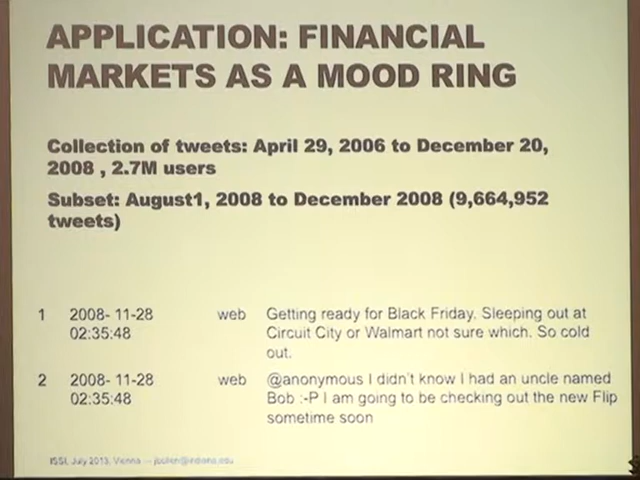 APPLICATION: FINANCIAL
MARKETS AS A MOOD RING
Collection of tweets: April 29, 2006 to December 20,
2008 , 2.7M users
Subset: August1, 2008 to December 2008 (9,664,952
tweets)
1 2008- 11-28 web Getting ready for Black Friday. Sleeping out at
02:35:48 Circuit City or Walmart not sure which. So cold
out.
2 2008- 11-28 web @anonymous I didn't know I had an uncle named
02:35:48 Bob :-P I am going to be checking out the new Flip
sometime soon
ISSI, July 2013, Vienna — jbollen@indiana.edu